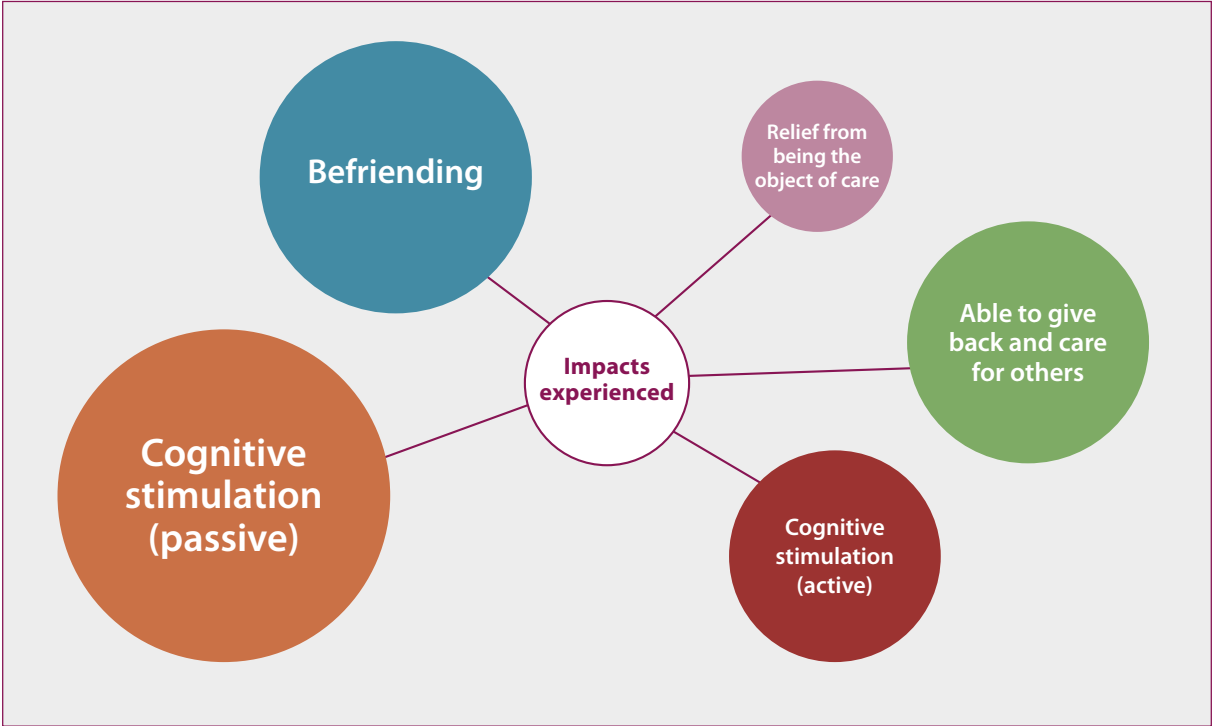 Befriending
Relief from
being the
object of care
Able to give
back and care
for others
Impacts
experienced
Cognitive
stimulation
(passive)
Cognitive
stimulation
(active)